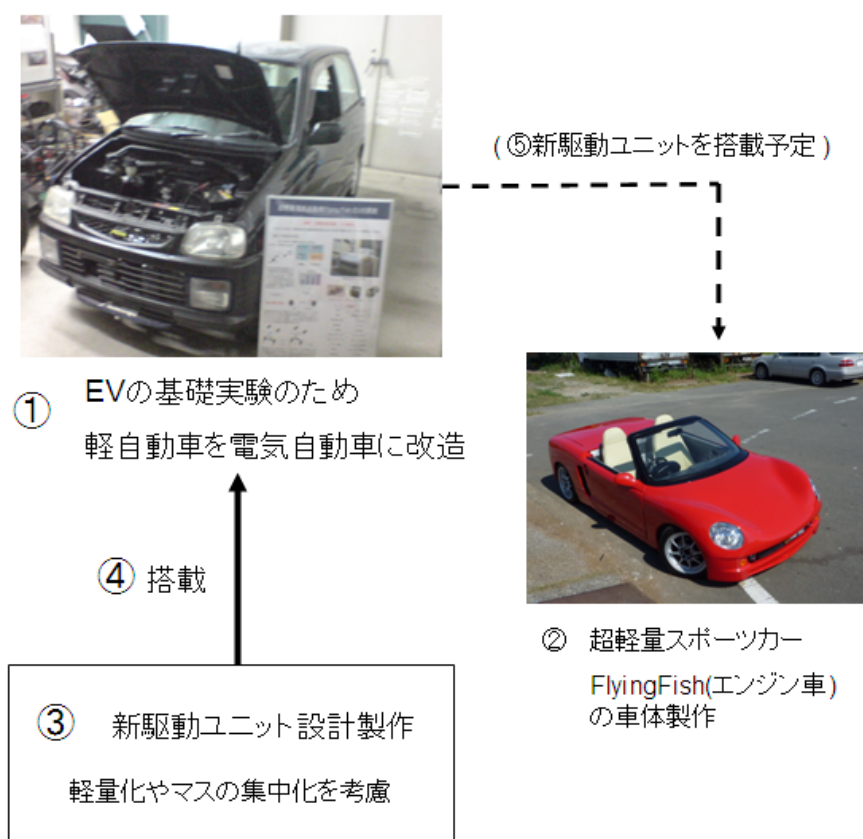 (⑤新駆動ユニットを搭載予定)
① EVの基礎実験のため
軽自動車を電気自動車に改造
④ 搭載
② 超軽量スポーツカー
FlyingFish(エンジン車)
の車体製作
③ 新駆動ユニット設計製作
軽量化やマスの集中化を考慮